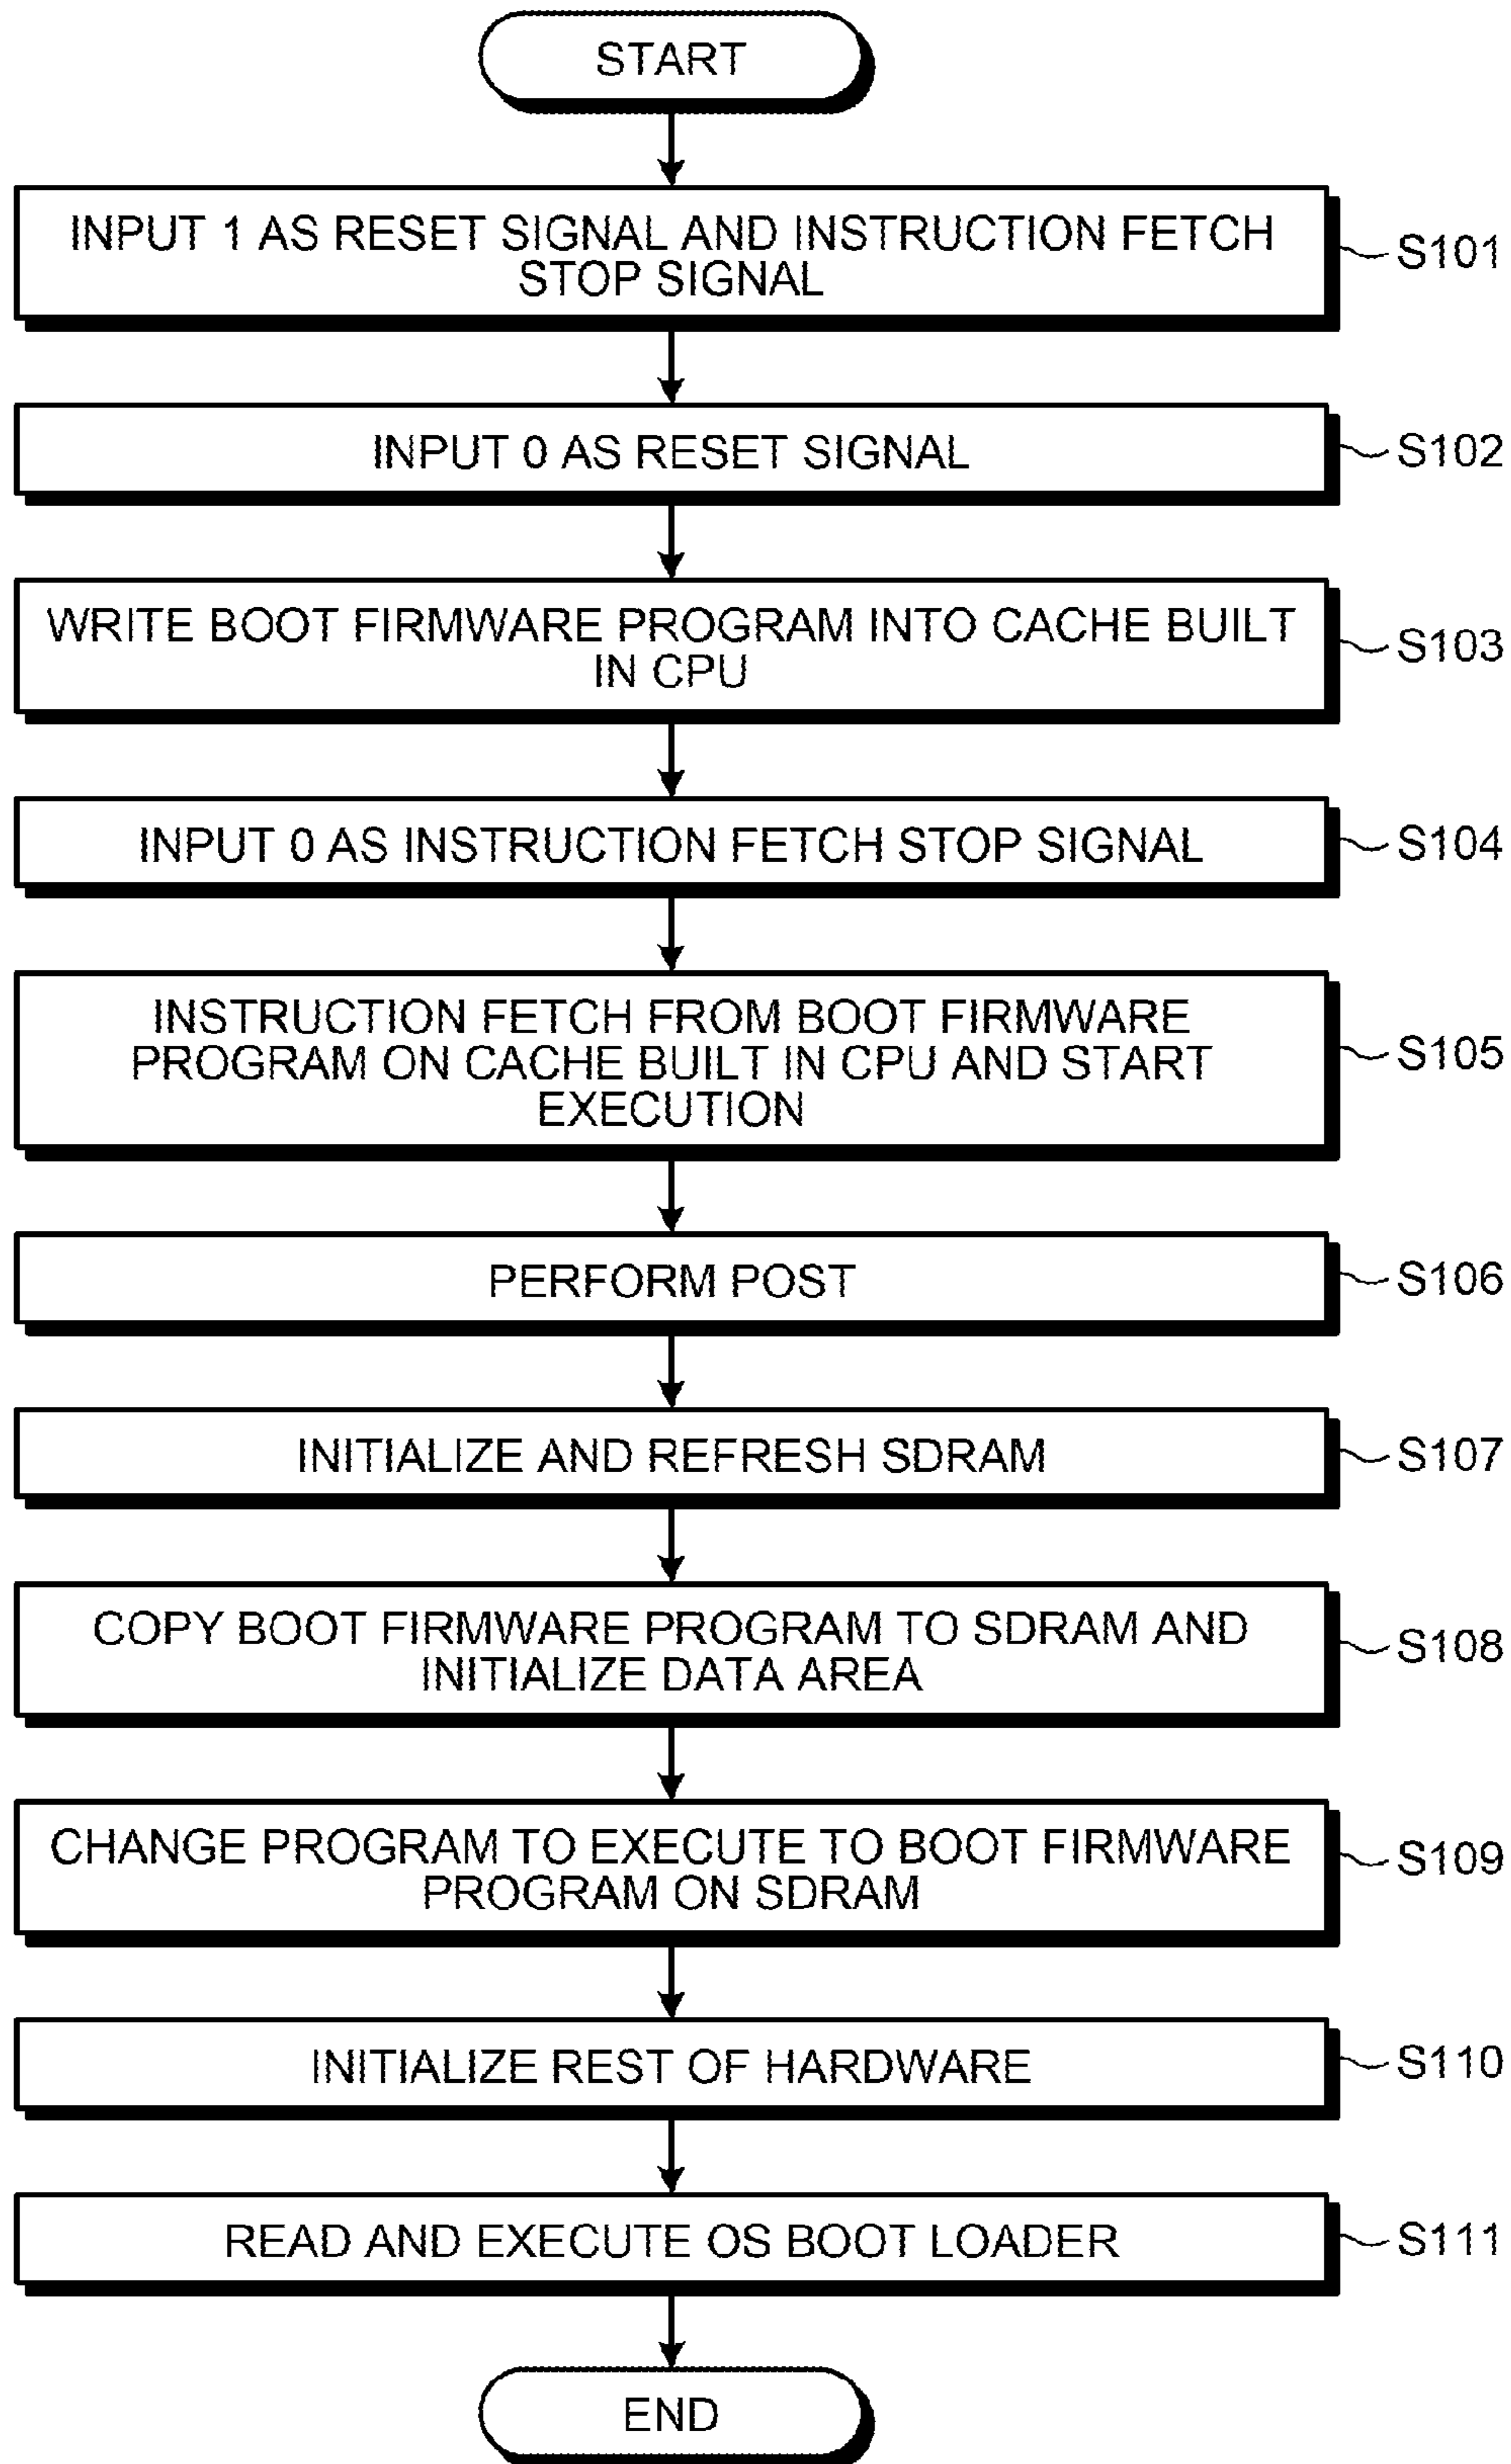 START
INPUT 1 AS RESET SIGNAL AND INSTRUCTION FETCH
STOP SIGNAL
S101
INPUT 0 AS RESET SIGNAL
S102
WRITE BOOT FIRMWARE PROGRAM INTO CACHE BUILT
IN CPU
S103
INPUT 0 AS INSTRUCTION FETCH STOP SIGNAL
S104
INSTRUCTION FETCH FROM BOOT FIRMWARE
PROGRAM ON CACHE BUILT IN CPU AND START
EXECUTION
S105
PERFORM POST
S106
INITIALIZE AND REFRESH SDRAM
S107
COPY BOOT FIRMWARE PROGRAM TO SDRAM AND
INITIALIZE DATA AREA
S108
CHANGE PROGRAM TO EXECUTE TO BOOT FIRMWARE
PROGRAM ON SDRAM
S109
INITIALIZE REST OF HARDWARE
S110
READ AND EXECUTE OS BOOT LOADER
S111
END